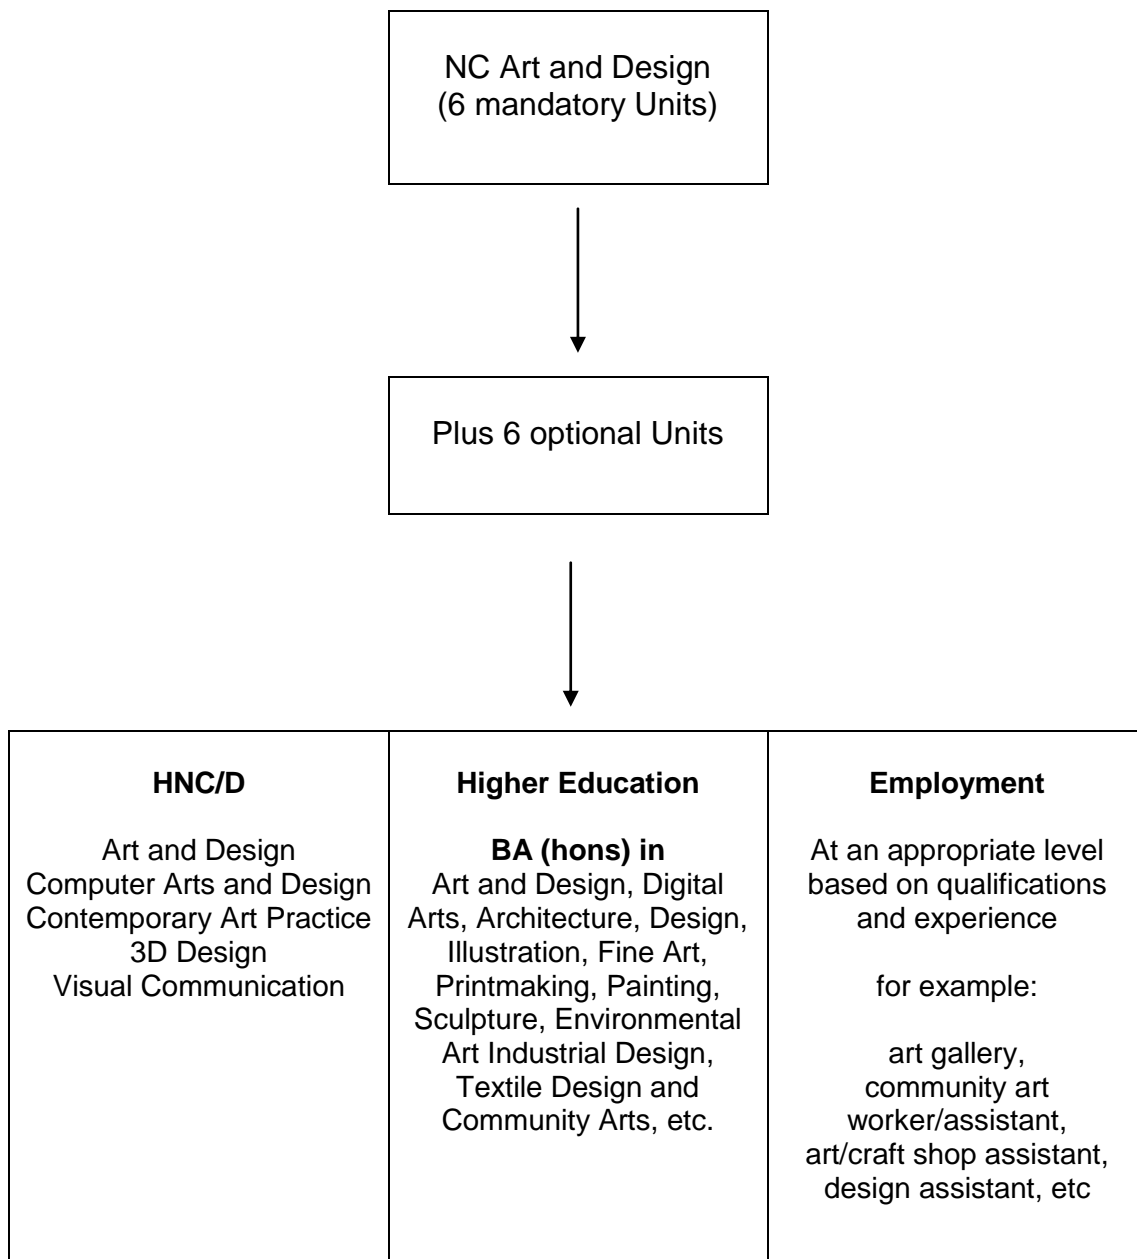 NC Art and Design
(6 mandatory Units)
Plus 6 optional Units
HNC/D
Art and Design
Computer Arts and Design
Contemporary Art Practice
3D Design
Visual Communication
Higher Education
BA (hons) in
Art and Design, Digital
Arts, Architecture, Design,
Illustration, Fine Art,
Printmaking, Painting,
Sculpture, Environmental
Art Industrial Design,
Textile Design and
Community Arts, etc.
Employment
At an appropriate level
based on qualifications
and experience
for example:
art gallery,
community art
worker/assistant,
art/craft shop assistant,
design assistant, etc